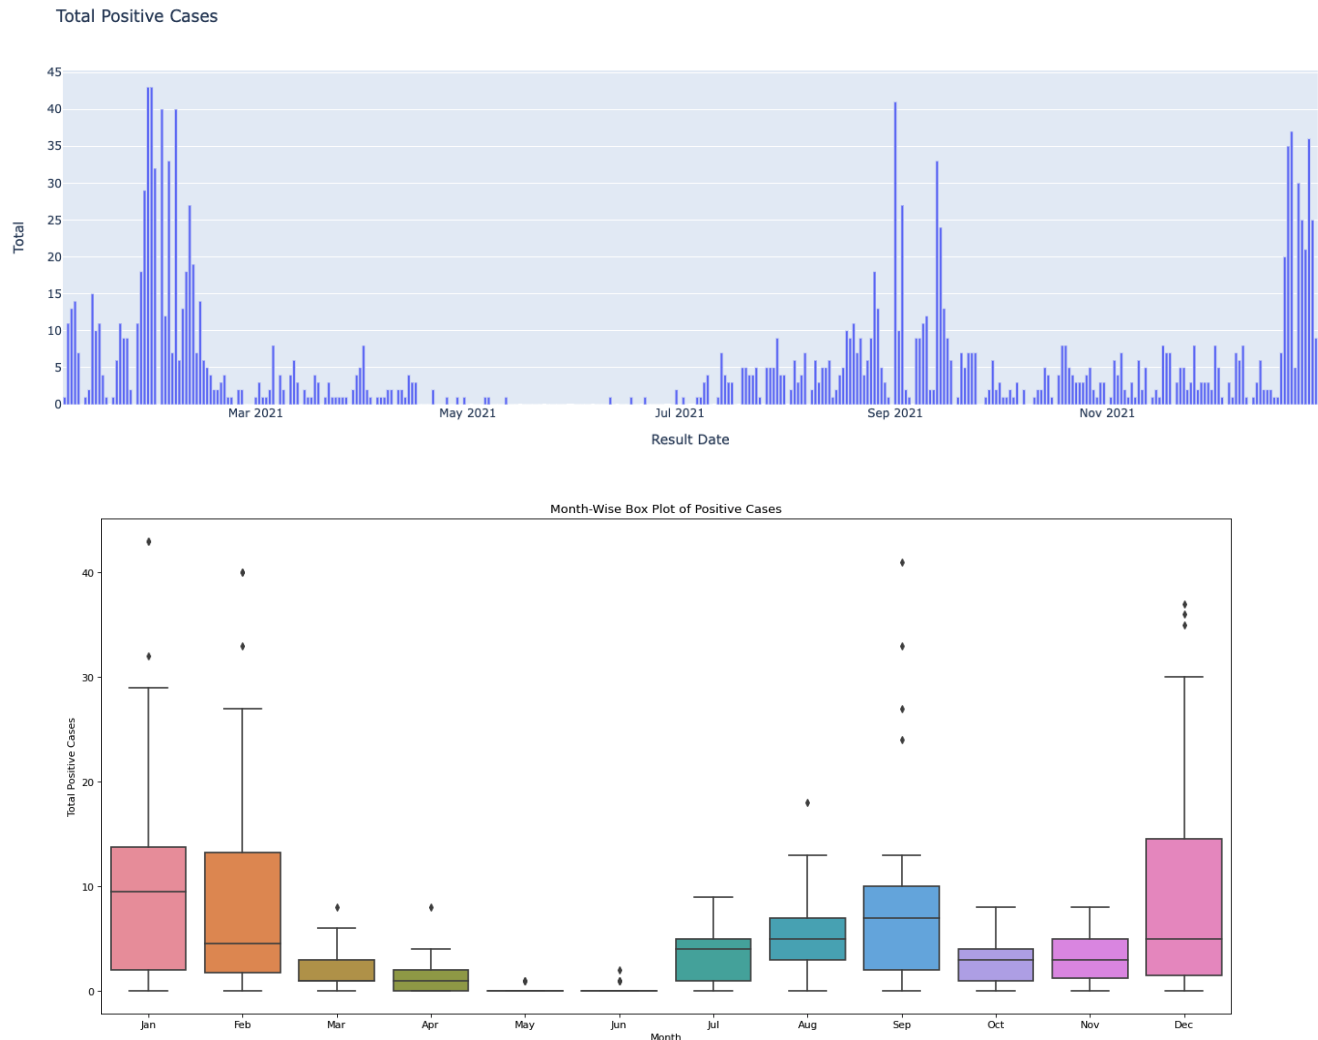 Total Positive Cases
45
40
35
30
25
20
15
10
5
0
Total
Mar 2021 May 2021 Jul 2021 Sep 2021 Nov 2021
Result Date
Month-Wise Box Plot of Positive Cases
40
30
20
10
0
Total Positive Cases
Jan Feb Mar Apr May Jun Jul Aug Sep Oct Nov Dec
Month